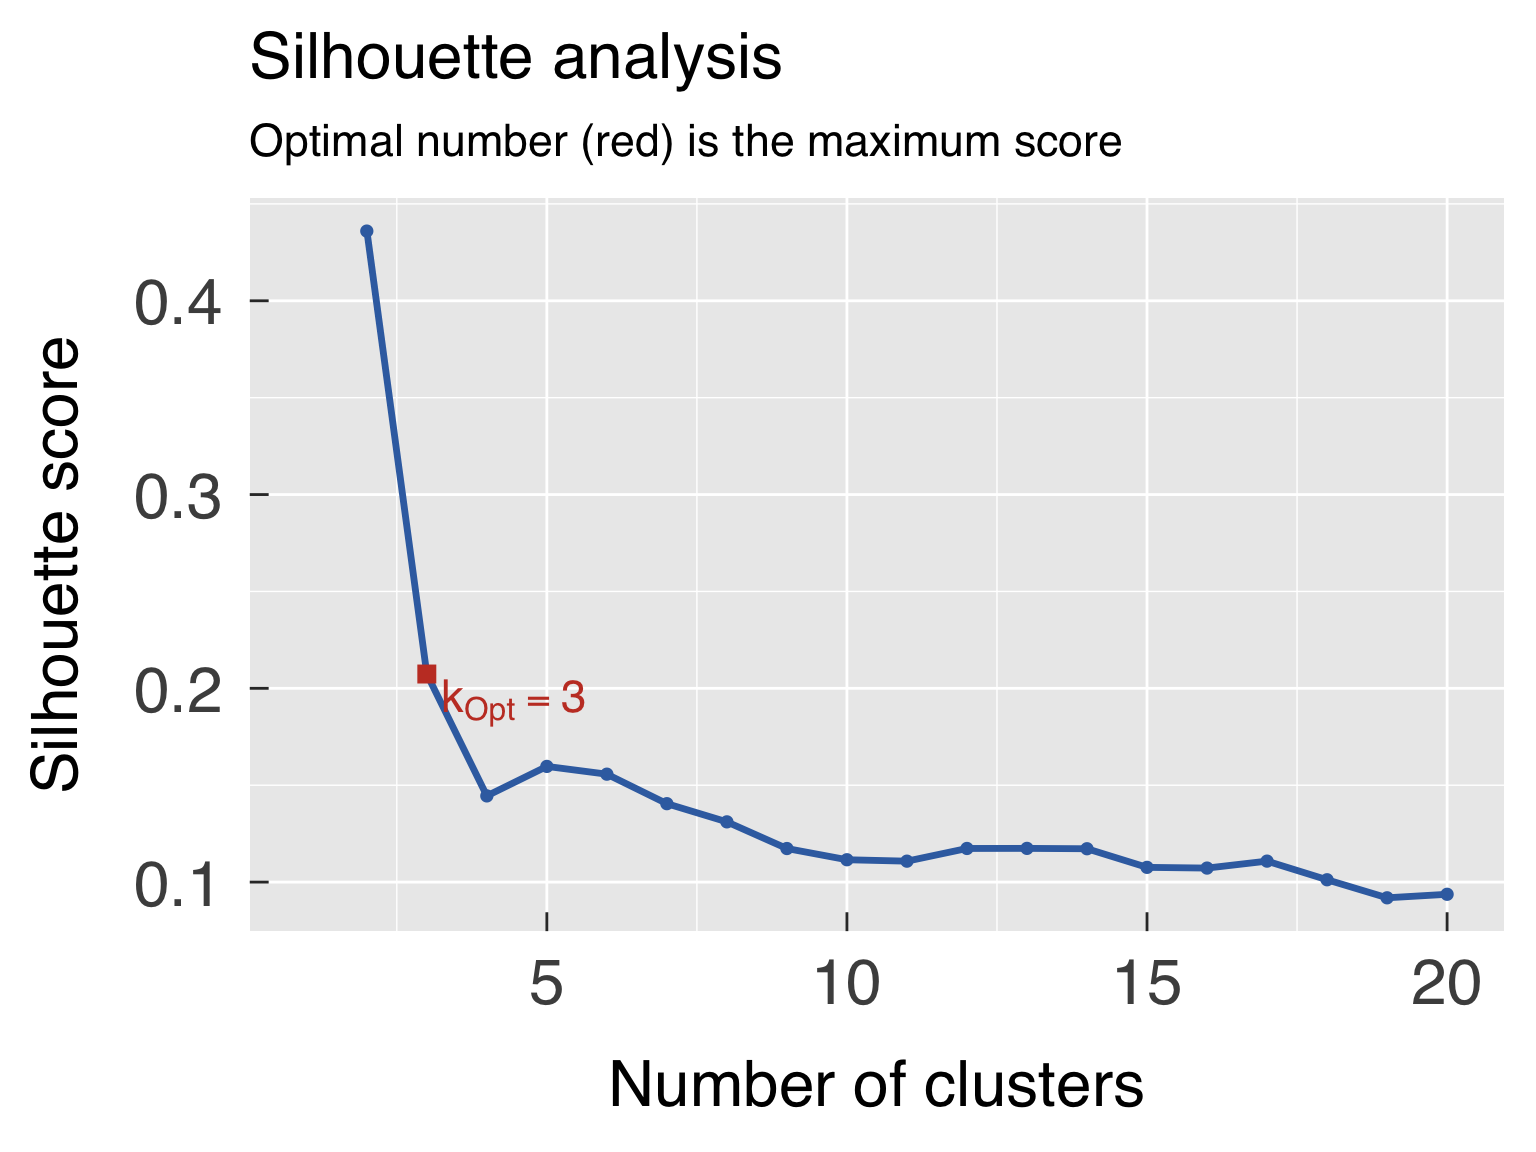 Silhouette analysis
Optimal number (red) is the maximum score
Silhouette score
0.4
0.3
0.2
0.1
kOpt = 3
5 10 15 20
Number of clusters